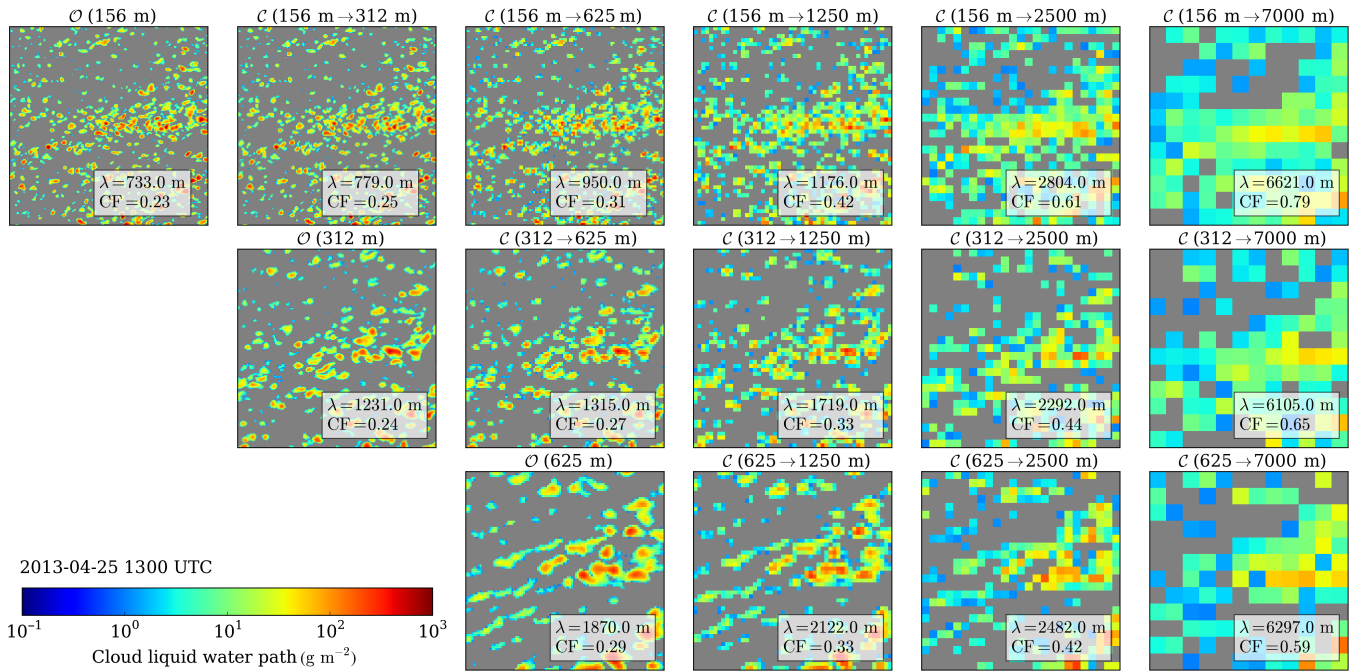 𝒪 (156 m)
𝒞 (156 m→312 m)
𝒞 (156 m→625 m)
𝒞 (156 m→1250 m)
𝒞 (156 m→2500 m)
𝒞 (156 m→7000 m)
λ=733.0 m
CF=0.23
λ=779.0 m
CF=0.25
λ=950.0 m
CF=0.31
λ=1176.0 m
CF=0.42
λ=2804.0 m
CF=0.61
λ=6621.0 m
CF=0.79
𝒪 (312 m)
𝒞 (312→625 m)
𝒞 (312→1250 m)
𝒞 (312→2500 m)
𝒞 (312→7000 m)
λ=1231.0 m
CF=0.24
λ=1315.0 m
CF=0.27
λ=1719.0 m
CF=0.33
λ=2292.0 m
CF=0.44
λ=6105.0 m
CF=0.65
𝒪 (625 m)
𝒞 (625→1250 m)
𝒞 (625→2500 m)
𝒞 (625→7000 m)
λ=1870.0 m
CF=0.29
λ=2122.0 m
CF=0.33
λ=2482.0 m
CF=0.42
λ=6297.0 m
CF=0.59
2013-04-25 1300 UTC
10⁻¹ 10⁰ 10¹ 10² 10³
Cloud liquid water path (g m⁻²)